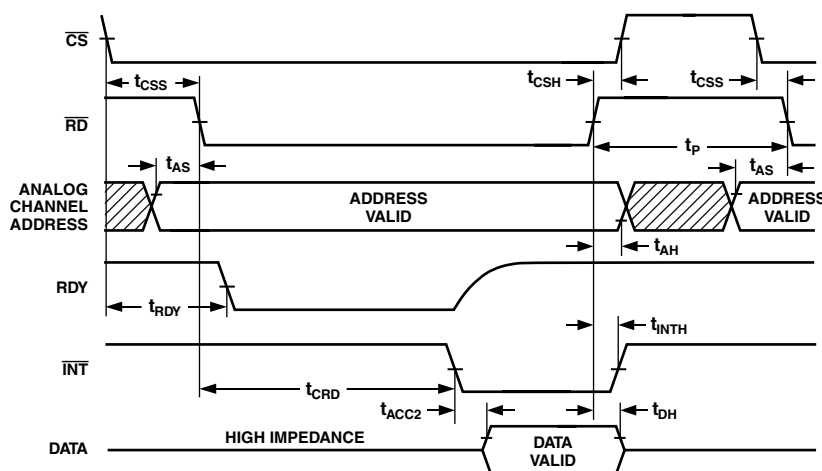 CS
tCSS
tCSH
tCSS
RD
tAS
tP
tAS
ANALOG
CHANNEL
ADDRESS
ADDRESS
VALID
ADDRESS
VALID
tAH
RDY
tRDY
tINTH
INT
tCRD
tACC2
tDH
HIGH IMPEDANCE
DATA
DATA
VALID